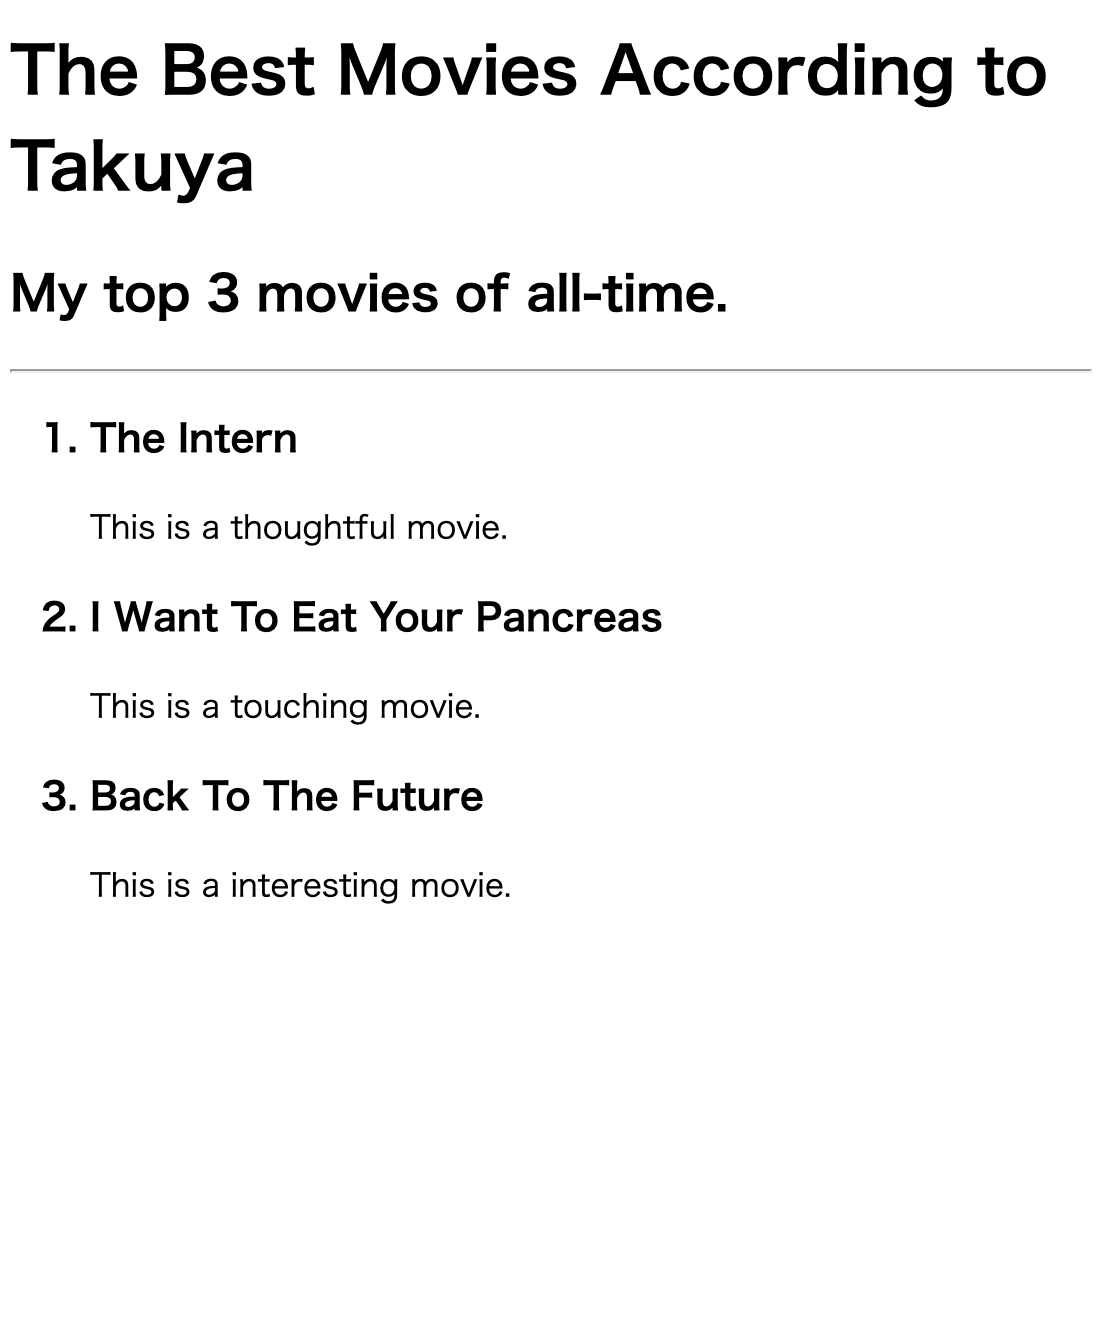 The Best Movies According to
Takuya
My top 3 movies of all-time.
1. The Intern
This is a thoughtful movie.
2. I Want To Eat Your Pancreas
This is a touching movie.
3. Back To The Future
This is a interesting movie.